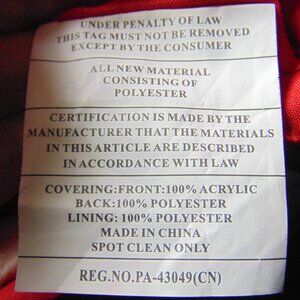 UNDER PENALTY OF LAW
THIS TAG MUST NOT BE REMOVED
EXCEPT BY THE CONSUMER
ALL NEW MATERIAL
CONSISTING OF
POLYESTER
CERTIFICATION IS MADE BY THE
MANUFACTURER THAT THE MATERIALS
IN THIS ARTICLE ARE DESCRIBED
IN ACCORDANCE WITH LAW
COVERING:FRONT:100% ACRYLIC
BACK:100% POLYESTER
LINING: 100% POLYESTER
MADE IN CHINA
SPOT CLEAN ONLY
REG.NO.PA-43049(CN)